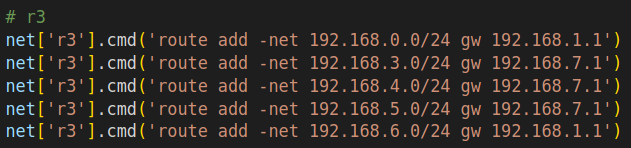 # r3
net['r3'].cmd('route add -net 192.168.0.0/24 gw 192.168.1.1')
net['r3'].cmd('route add -net 192.168.3.0/24 gw 192.168.7.1')
net['r3'].cmd('route add -net 192.168.4.0/24 gw 192.168.7.1')
net['r3'].cmd('route add -net 192.168.5.0/24 gw 192.168.7.1')
net['r3'].cmd('route add -net 192.168.6.0/24 gw 192.168.1.1')